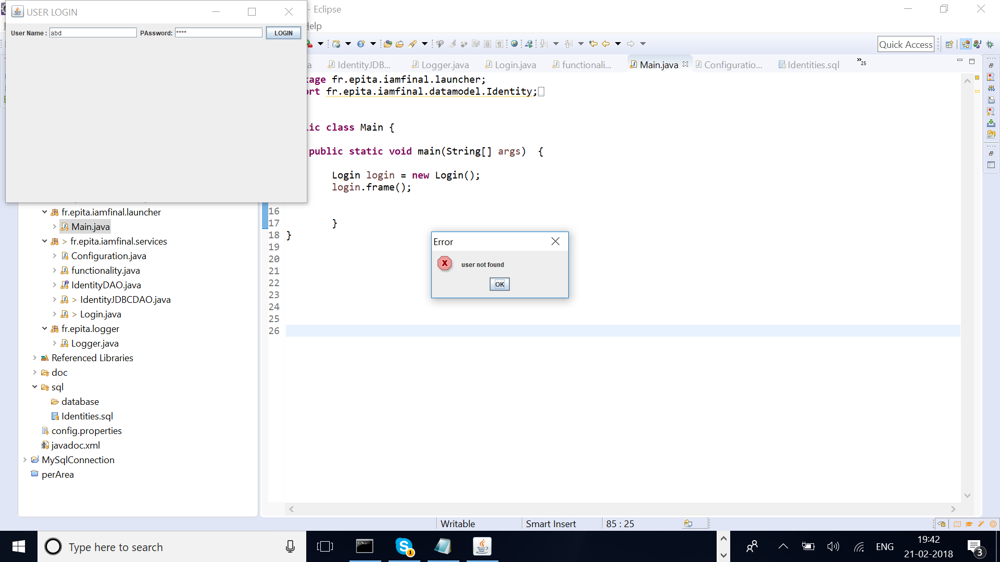 USER LOGIN
- Eclipse
Help
User Name : abd PAssword: **** LOGIN
Quick Access
IdentityJDB... Logger.java Login.java functionali... Main.java Configuratio... Identities.sql »25
kage fr.epita.iamfinal.launcher;
ort fr.epita.iamfinal.datamodel.Identity;
lic class Main {
public static void main(String[] args) {
Login login = new Login();
login.frame();
16
17 }
18 }
19
20
21
22
23
24
25
26
fr.epita.iamfinal.launcher
Main.java
> fr.epita.iamfinal.services
Configuration.java
functionality.java
IdentityDAO.java
> IdentityJDBCDAO.java
> Login.java
fr.epita.logger
Logger.java
Referenced Libraries
doc
sql
database
Identities.sql
config.properties
javadoc.xml
MySqlConnection
perArea
Error
user not found
OK
Writable Smart Insert 85 : 25
Type here to search
1
ENG
19:42
21-02-2018
3